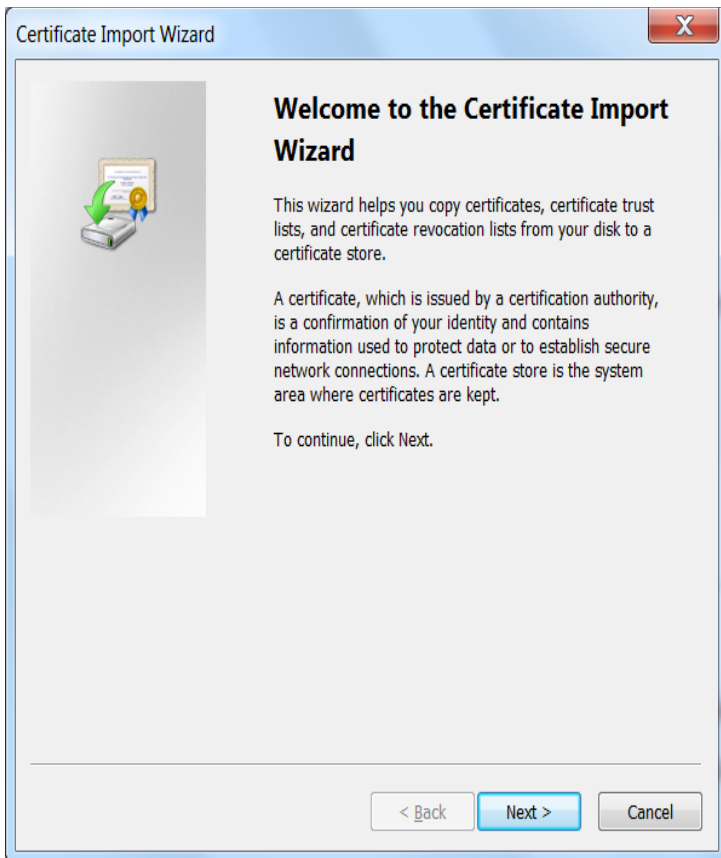 Certificate Import Wizard
X
Welcome to the Certificate Import
Wizard
This wizard helps you copy certificates, certificate trust
lists, and certificate revocation lists from your disk to a
certificate store.
A certificate, which is issued by a certification authority,
is a confirmation of your identity and contains
information used to protect data or to establish secure
network connections. A certificate store is the system
area where certificates are kept.
To continue, click Next.
< Back
Next >
Cancel